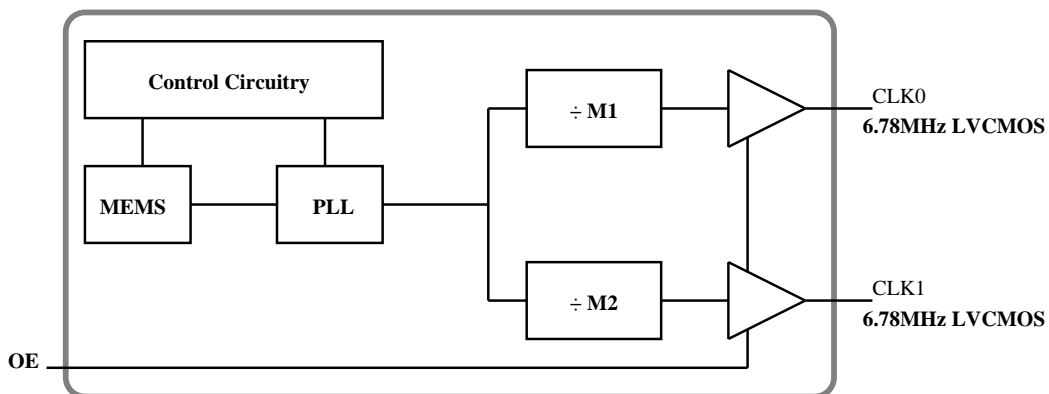 Control Circuitry
MEMS
PLL
÷ M1
÷ M2
CLK0
6.78MHz LVCMOS
CLK1
6.78MHz LVCMOS
OE